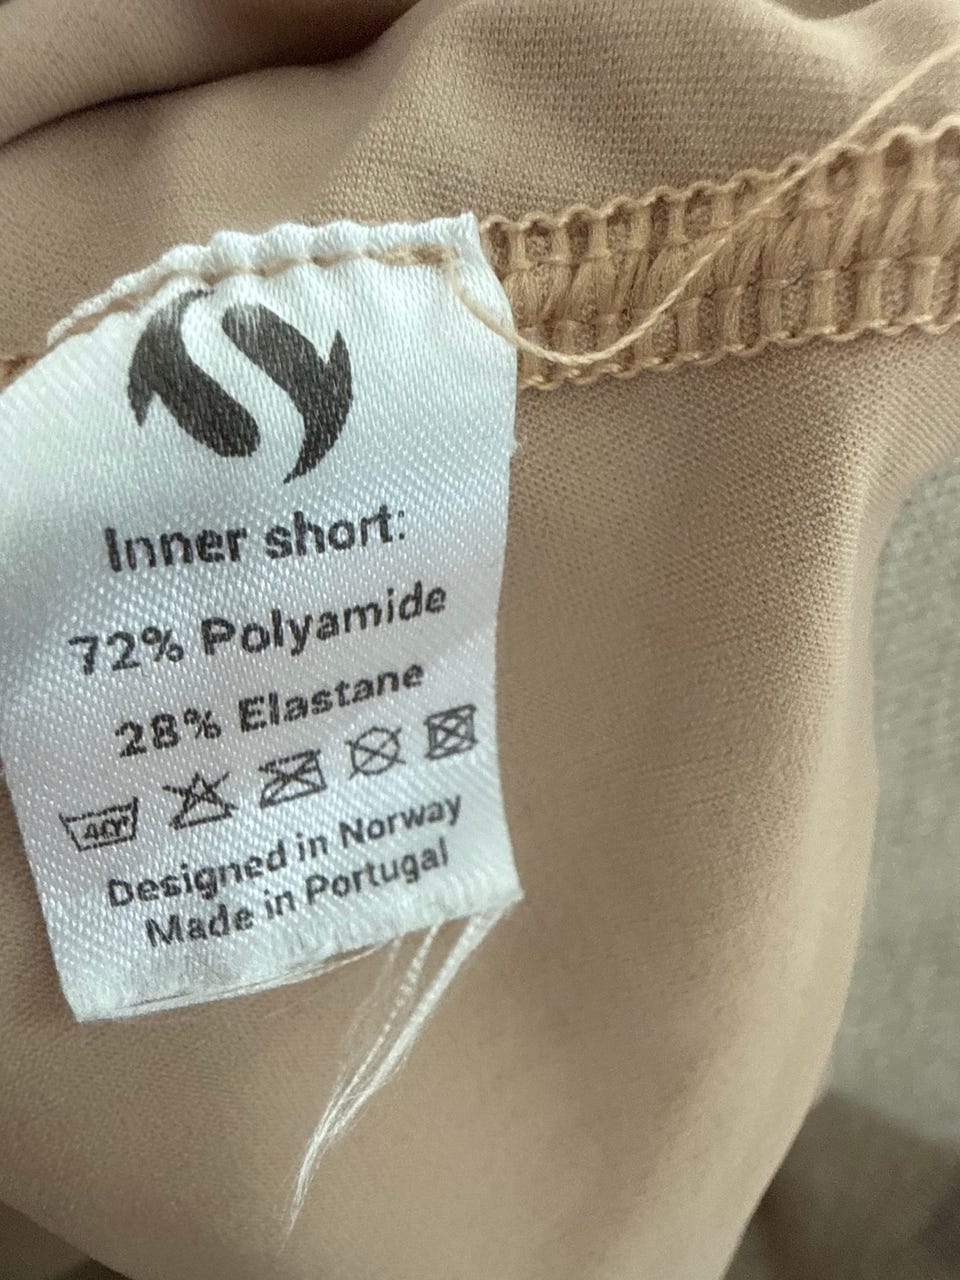 Inner short:
72% Polyamide
28% Elastane
40°
Designed in Norway
Made in Portugal